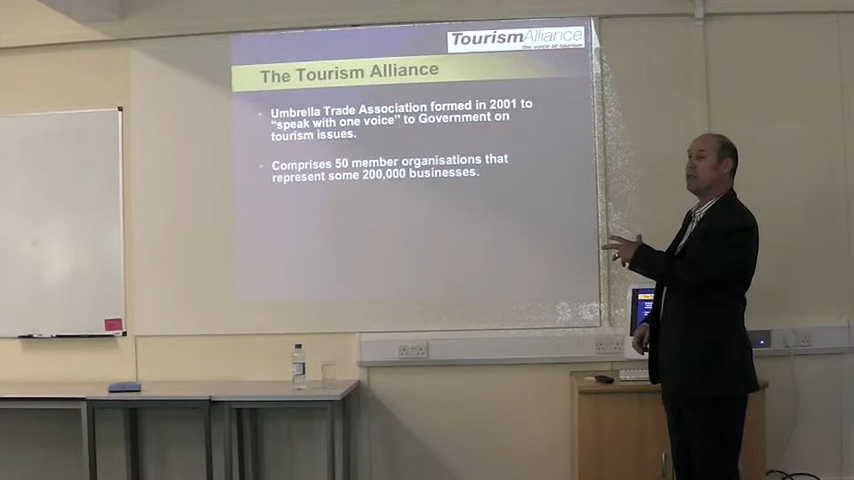 TourismAlliance
the voice of tourism
The Tourism Alliance
Umbrella Trade Association formed in 2001 to
"speak with one voice" to Government on
tourism issues.
Comprises 50 member organisations that
represent some 200,000 businesses.